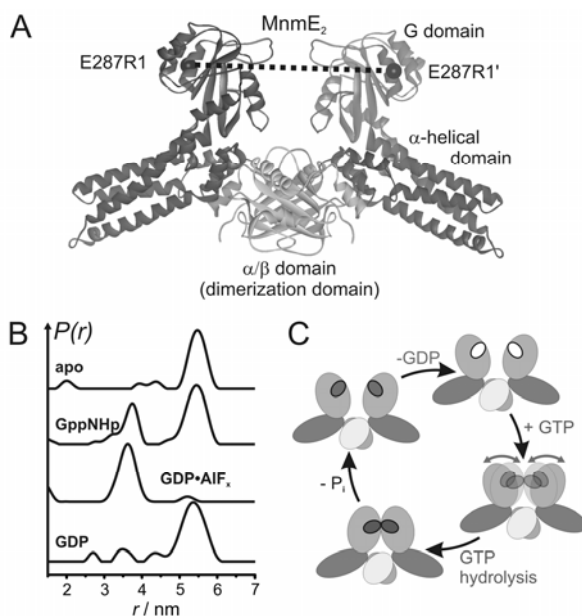 A
MnmE₂
G domain
E287R1
E287R1'
α-helical
domain
α/β domain
(dimerization domain)
B
P(r)
apo
GppNHp
GDP•AlFₓ
GDP
2 3 4 5 6 7
r / nm
C
-GDP
+ GTP
- Pᵢ
GTP
hydrolysis